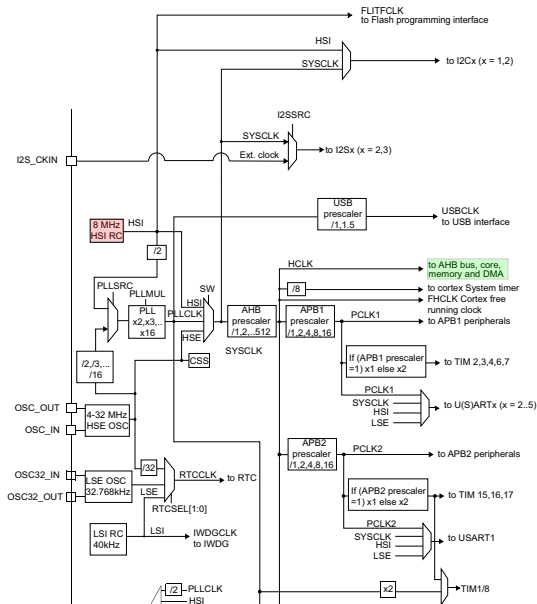 FLITFCLK
to Flash programming interface
HSI
SYSCLK
to I2Cx (x = 1,2)
I2SSRC
SYSCLK
to I2Sx (x = 2,3)
I2S_CKIN
Ext. clock
USB
prescaler
/1,1.5
USBCLK
to USB interface
8 MHz
HSI RC
HSI
/2
HCLK
to AHB bus, core,
memory and DMA
/8
to cortex System timer
FHCLK Cortex free
running clock
PLLSRC
PLLMUL
PLL
x2,x3,..
x16
PLLCLK
SW
HSI
HSE
AHB
prescaler
/1,2,..512
APB1
prescaler
/1,2,4,8,16
PCLK1
to APB1 peripherals
SYSCLK
CSS
/2,/3,...
/16
If (APB1 prescaler
=1) x1 else x2
to TIM 2,3,4,6,7
PCLK1
SYSCLK
HSI
LSE
to U(S)ARTx (x = 2..5)
OSC_OUT
OSC_IN
4-32 MHz
HSE OSC
APB2
prescaler
/1,2,4,8,16
PCLK2
to APB2 peripherals
/32
RTCCLK
to RTC
OSC32_IN
OSC32_OUT
LSE OSC
32.768kHz
LSE
RTCSEL[1:0]
If (APB2 prescaler
=1) x1 else x2
to TIM 15,16,17
LSI RC
40kHz
LSI
IWDGCLK
to IWDG
PCLK2
SYSCLK
HSI
LSE
to USART1
/2
PLLCLK
HSI
x2
TIM1/8